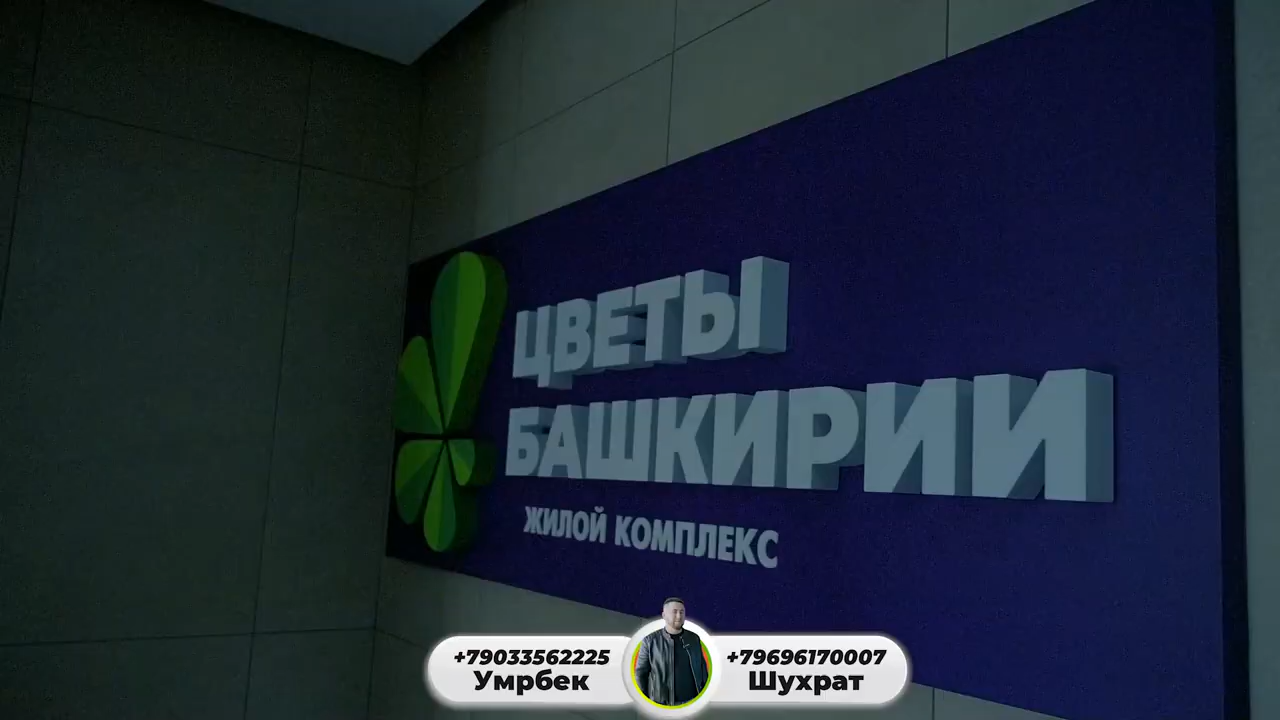 ЦВЕТЫ
БАШКИРИИ
ЖИЛОЙ КОМПЛЕКС
+79033562225
Умрбек
+79696170007
Шухрат